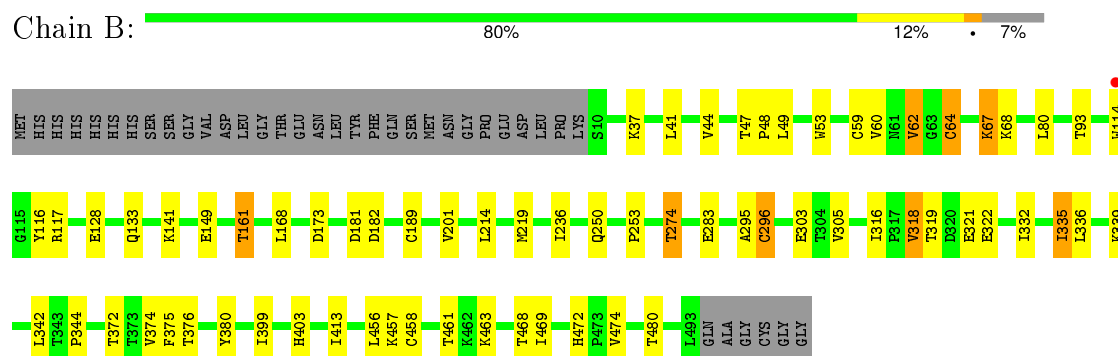 Chain B:
80% 12% • 7%
MET HIS HIS HIS HIS HIS HIS SER SER GLY VAL ASP LEU GLY THR GLU ASN LEU TYR PHE GLN SER MET ASN GLY PRO GLU ASP LEU PRO LYS S10 K37 L41 V44 T47 P48 L49 W53 C59 V60 N61 V62 G63 C64 K67 K68 L80 T93 W114
G115 Y116 R117 E128 Q133 K141 E149 T161 L168 D173 D181 D182 C189 V201 L214 M219 I236 Q250 P253 T274 E283 A295 C296 E303 T304 V305 I316 P317 V318 T319 D320 E321 E322 I332 I335 L336 K339
L342 T343 P344 T372 T373 V374 F375 T376 Y380 I399 H403 I413 L456 K457 C458 T461 K462 K463 T468 I469 H472 P473 V474 T480 L493 GLN ALA GLY CYS GLY GLY